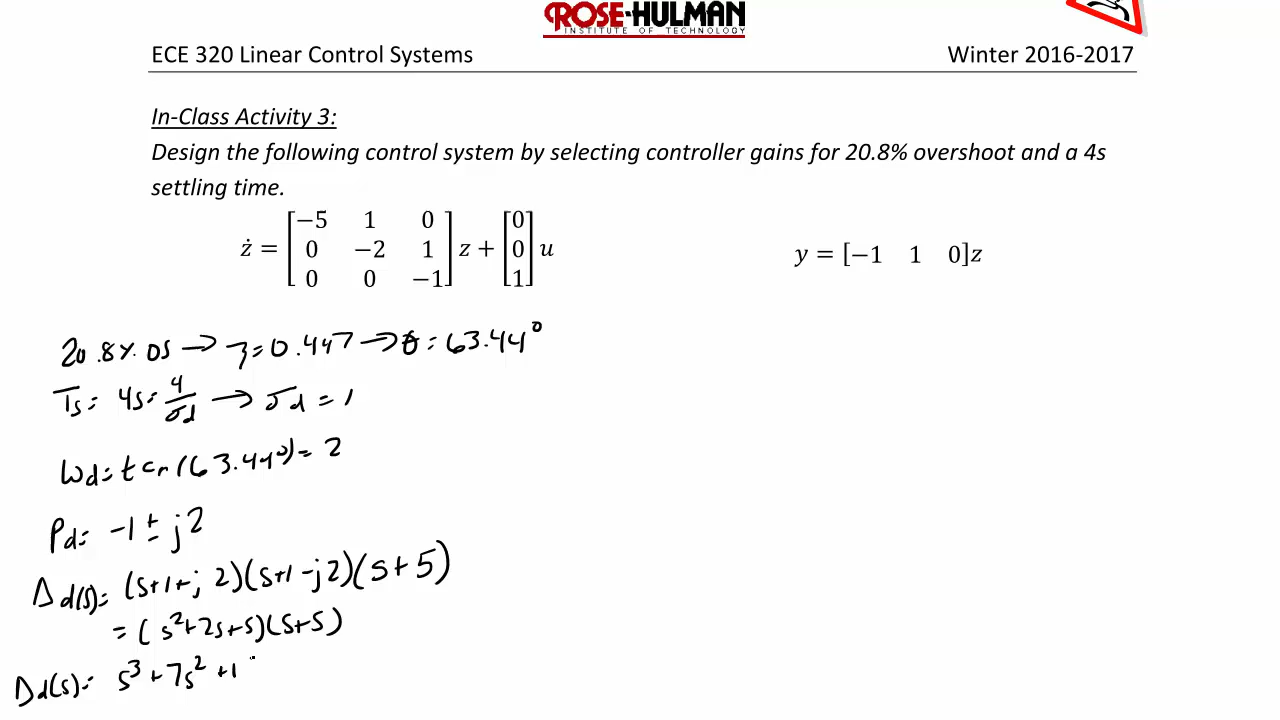 ROSE-HULMAN
INSTITUTE OF TECHNOLOGY
ECE 320 Linear Control Systems Winter 2016-2017
In-Class Activity 3:
Design the following control system by selecting controller gains for 20.8% overshoot and a 4s
settling time.
ż = [−5 1 0; 0 −2 1; 0 0 −1] z + [0; 0; 1] u y = [−1 1 0]z
20.8% OS → ζ = 0.447 → θ = 63.44°
Ts = 4s = 4/σd → σd = 1
ωd = tan(63.44°) = 2
Pd = -1 ± j2
Δd(s) = (s+1+j2)(s+1-j2)(s+5)
= (s²+2s+5)(s+5)
Δd(s) = s³ + 7s² + 1